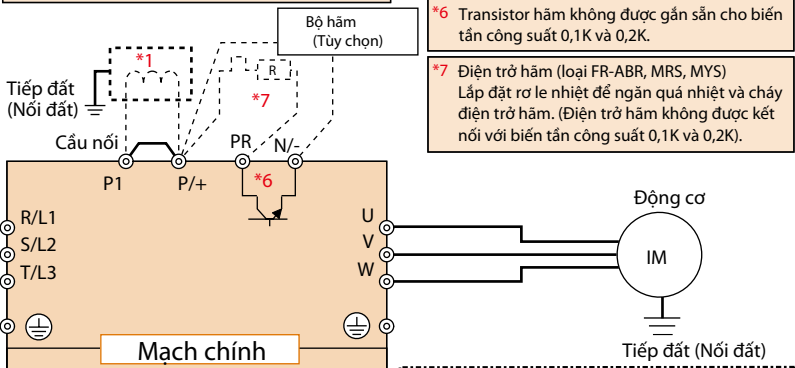 Bộ hãm
(Tùy chọn)
*6 Transistor hãm không được gắn sẵn cho biến
tần công suất 0,1K và 0,2K.
*7 Điện trở hãm (loại FR-ABR, MRS, MYS)
Lắp đặt rơ le nhiệt để ngăn quá nhiệt và cháy
điện trở hãm. (Điện trở hãm không được kết
nối với biến tần công suất 0,1K và 0,2K).
*1
R
*7
Tiếp đất
(Nối đất)
Cầu nối
PR
N/-
P1
P/+
*6
R/L1
S/L2
T/L3
U
V
W
Động cơ
IM
Mạch chính
Tiếp đất (Nối đất)